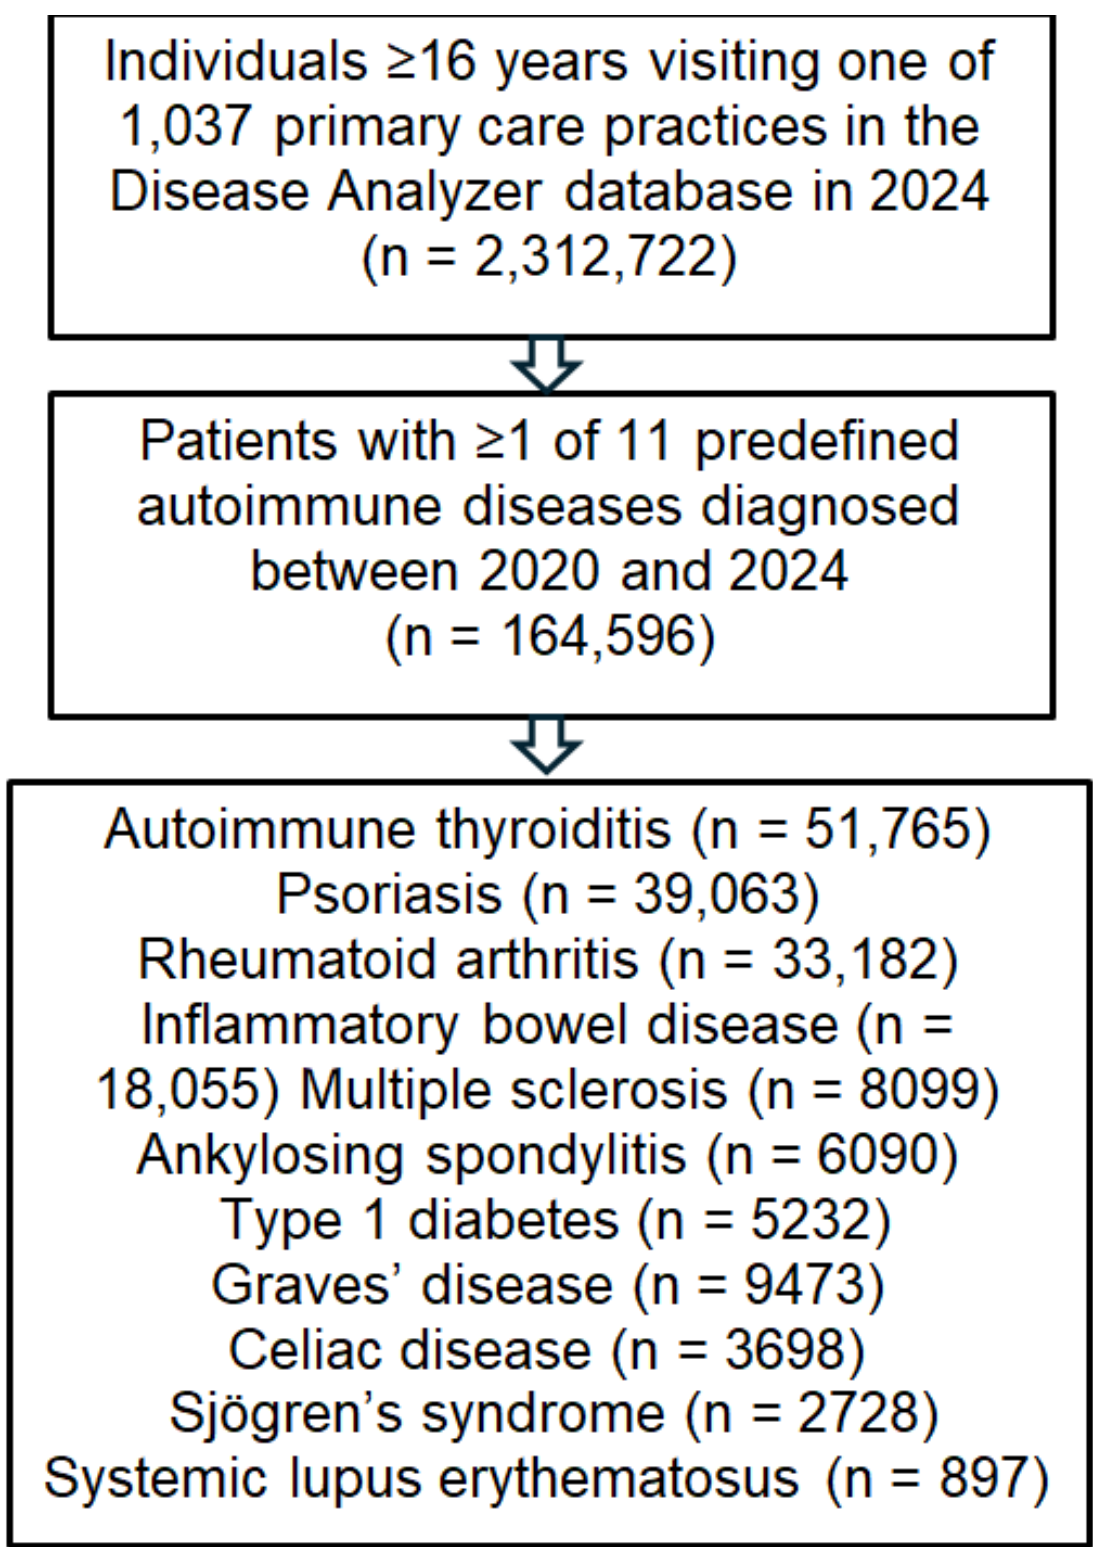 Individuals ≥16 years visiting one of
1,037 primary care practices in the
Disease Analyzer database in 2024
(n = 2,312,722)
Patients with ≥1 of 11 predefined
autoimmune diseases diagnosed
between 2020 and 2024
(n = 164,596)
Autoimmune thyroiditis (n = 51,765)
Psoriasis (n = 39,063)
Rheumatoid arthritis (n = 33,182)
Inflammatory bowel disease (n =
18,055) Multiple sclerosis (n = 8099)
Ankylosing spondylitis (n = 6090)
Type 1 diabetes (n = 5232)
Graves’ disease (n = 9473)
Celiac disease (n = 3698)
Sjögren’s syndrome (n = 2728)
Systemic lupus erythematosus (n = 897)